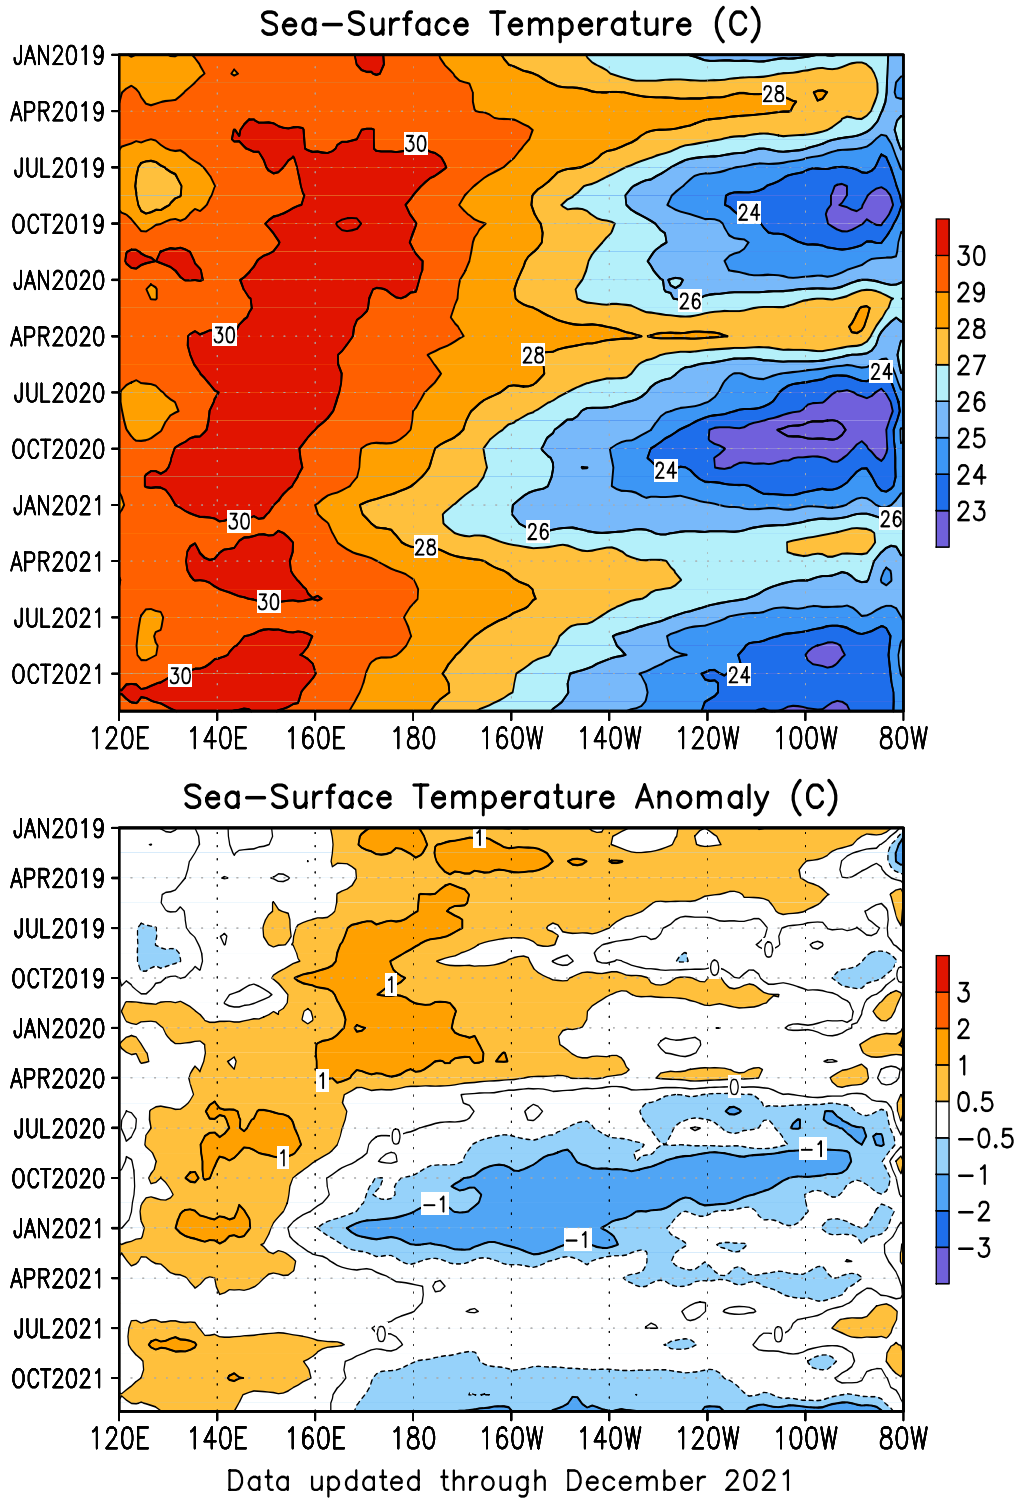 Sea-Surface Temperature (C)
JAN2019
APR2019
JUL2019
OCT2019
JAN2020
APR2020
JUL2020
OCT2020
JAN2021
APR2021
JUL2021
OCT2021
28
30
24
26
30
28
24
24
30
26
26
28
30
30
24
120E 140E 160E 180 160W 140W 120W 100W 80W
30
29
28
27
26
25
24
23
Sea-Surface Temperature Anomaly (C)
JAN2019
APR2019
JUL2019
OCT2019
JAN2020
APR2020
JUL2020
OCT2020
JAN2021
APR2021
JUL2021
OCT2021
1
0
0
1
1
0
0
1
-1
-1
-1
0
0
120E 140E 160E 180 160W 140W 120W 100W 80W
3
2
1
0.5
-0.5
-1
-2
-3
Data updated through December 2021